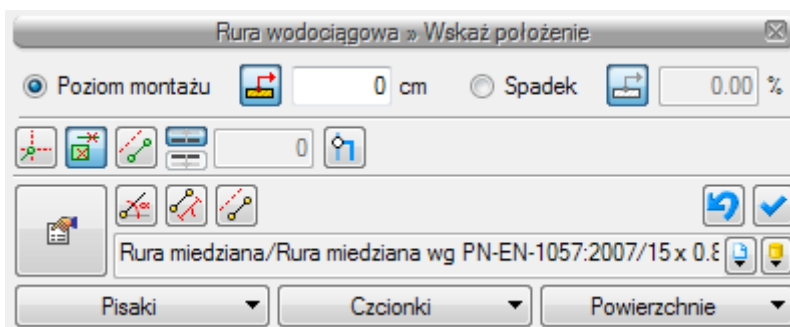 Rura wodociągowa » Wskaż położenie
Poziom montażu 0 cm Spadek 0.00 %
0
Rura miedziana/Rura miedziana wg PN-EN-1057:2007/15 x 0.8
Pisaki Czcionki Powierzchnie